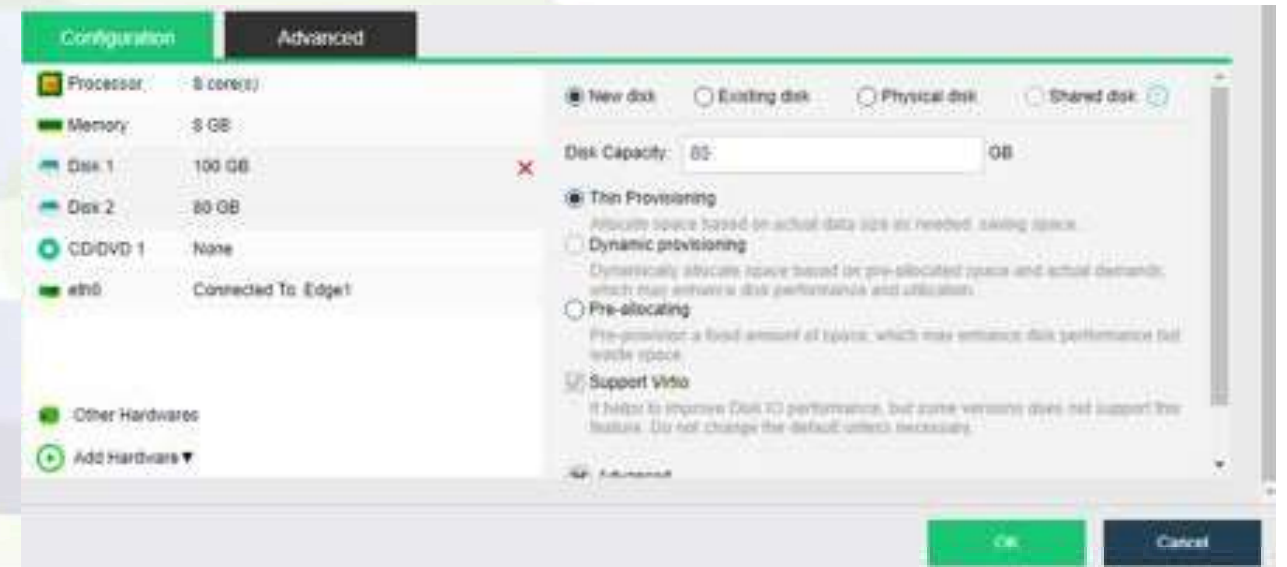 Configuration
Advanced
Processor 8 core(s)
Memory 8 GB
Disk 1 100 GB
Disk 2 80 GB
CD/DVD 1 None
eth0 Connected To: Edge1
Other Hardwares
Add Hardware
New disk Existing disk Physical disk Shared disk
Disk Capacity: 80 GB
Thin Provisioning
Allocate space based on actual data size as needed, saving space.
Dynamic provisioning
Dynamically allocate space based on pre-allocated space and actual demands,
which may enhance disk performance and utilization.
Pre-allocating
Pre-provision a fixed amount of space, which may enhance disk performance but
waste space.
Support Virtio
It helps to improve Disk IO performance, but some versions does not support this
feature. Do not change the default unless necessary.
Advanced
OK
Cancel